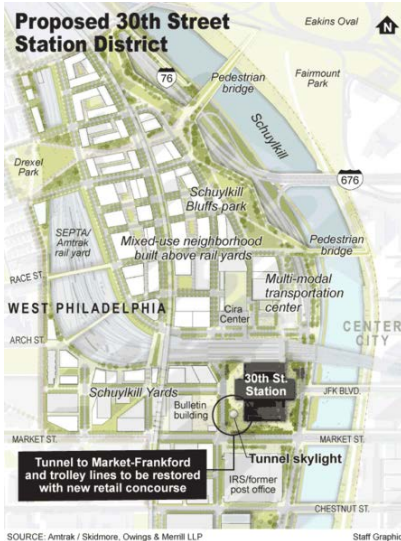 Proposed 30th Street
Station District
Eakins Oval
N
76
Pedestrian
bridge
Fairmount
Park
Schuylkill
Drexel
Park
676
Schuylkill
Bluffs park
SEPTA/
Amtrak
rail yard
Mixed-use neighborhood
built above rail yards
Pedestrian
bridge
RACE ST.
Multi-modal
transportation
center
WEST PHILADELPHIA
Cira
Center
CENTER
CITY
ARCH ST.
30th St.
Station
Schuylkill Yards
JFK BLVD.
Bulletin
building
MARKET ST.
MARKET ST.
Tunnel to Market-Frankford
and trolley lines to be restored
with new retail concourse
Tunnel skylight
IRS/former
post office
CHESTNUT ST.
SOURCE: Amtrak / Skidmore, Owings & Merrill LLP
Staff Graphic